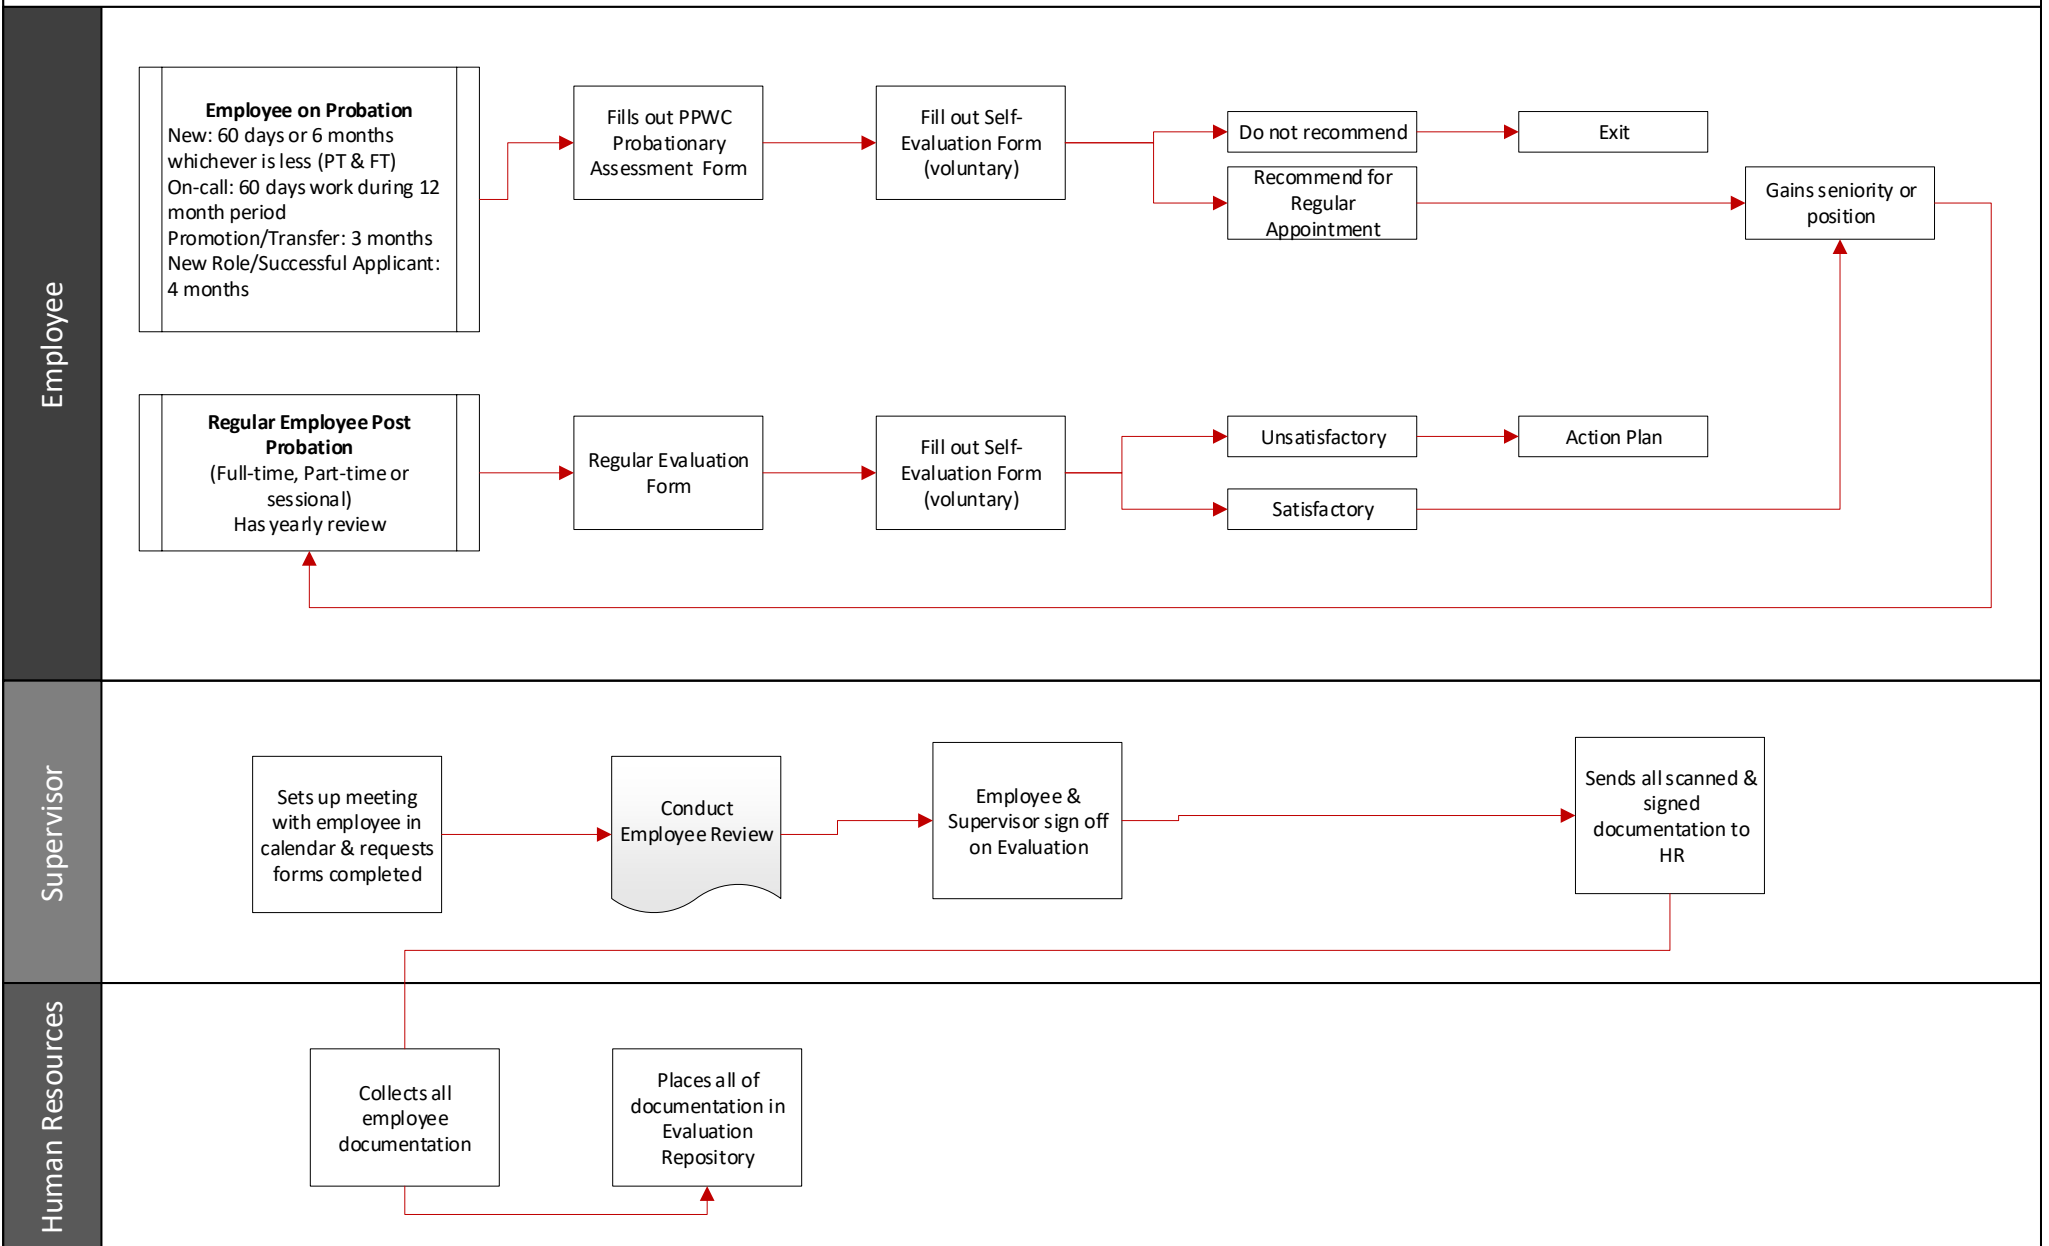 Employee
Employee on Probation
New: 60 days or 6 months
whichever is less (PT & FT)
On-call: 60 days work during 12
month period
Promotion/Transfer: 3 months
New Role/Successful Applicant:
4 months
Fills out PPWC
Probationary
Assessment Form
Fill out Self-
Evaluation Form
(voluntary)
Do not recommend
Exit
Recommend for
Regular
Appointment
Gains seniority or
position
Regular Employee Post
Probation
(Full-time, Part-time or
sessional)
Has yearly review
Regular Evaluation
Form
Fill out Self-
Evaluation Form
(voluntary)
Unsatisfactory
Action Plan
Satisfactory
Supervisor
Sets up meeting
with employee in
calendar & requests
forms completed
Conduct
Employee Review
Employee &
Supervisor sign off
on Evaluation
Sends all scanned &
signed
documentation to
HR
Human Resources
Collects all
employee
documentation
Places all of
documentation in
Evaluation
Repository